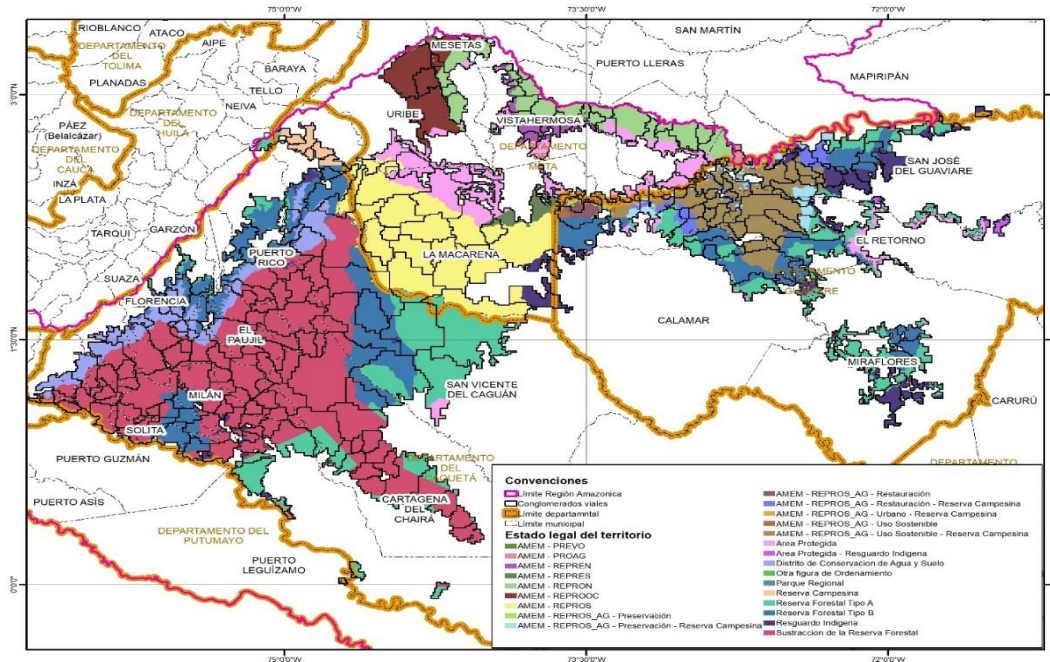 75°0'0"W 73°30'0"W 72°0'0"W
RIOBLANCO
ATACO
DEPARTAMENTO
DEL
TOLIMA
AIPE
PLANADAS
BARAYA
TELLO
NEIVA
DEPARTAMENTO
DEL
HUILA
PÁEZ
(Belalcázar)
DEPARTAMENTO
DEL
CAUCA
INZÁ
LA PLATA
TARQUI
GARZÓN
SUAZA
MESETAS
URIBE
VISTAHERMOSA
DEPARTAMENTO
DEL
META
SAN MARTÍN
PUERTO LLERAS
MAPIRIPÁN
3°0'0"N
SAN JOSÉ
DEL GUAVIARE
EL RETORNO
LA MACARENA
PUERTO
RICO
FLORENCIA
EL
PAUJIL
MILÁN
SOLITA
SAN VICENTE
DEL CAGUÁN
CALAMAR
MIRAFLORES
CARURÚ
DEPARTAMENTO
PUERTO GUZMÁN
PUERTO ASÍS
DEPARTAMENTO DEL
PUTUMAYO
PUERTO
LEGUÍZAMO
CARTAGENA
DEL
CHAIRÁ
0°0'0"
Convenciones
Límite Región Amazonica
Conglomerados viales
Límite departamntal
Límite municipal
Estado legal del territorio
AMEM - PREVO
AMEM - PROAG
AMEM - REPREN
AMEM - REPRES
AMEM - REPRON
AMEM - REPROOC
AMEM - REPROS
AMEM - REPROS_AG - Preservación
AMEM - REPROS_AG - Preservación - Reserva Campesina
AMEM - REPROS_AG - Restauración
AMEM - REPROS_AG - Restauración - Reserva Campesina
AMEM - REPROS_AG - Urbano - Reserva Campesina
AMEM - REPROS_AG - Uso Sostenible
AMEM - REPROS_AG - Uso Sostenible - Reserva Campesina
Area Protegida
Area Protegida - Resguardo Indigena
Distrito de Conservacion de Agua y Suelo
Otra figura de Ordenamiento
Parque Regional
Reserva Campesina
Reserva Forestal Tipo A
Reserva Forestal Tipo B
Resguardo Indigena
Sustraccion de la Reserva Forestal
75°0'0"W 73°30'0"W 72°0'0"W